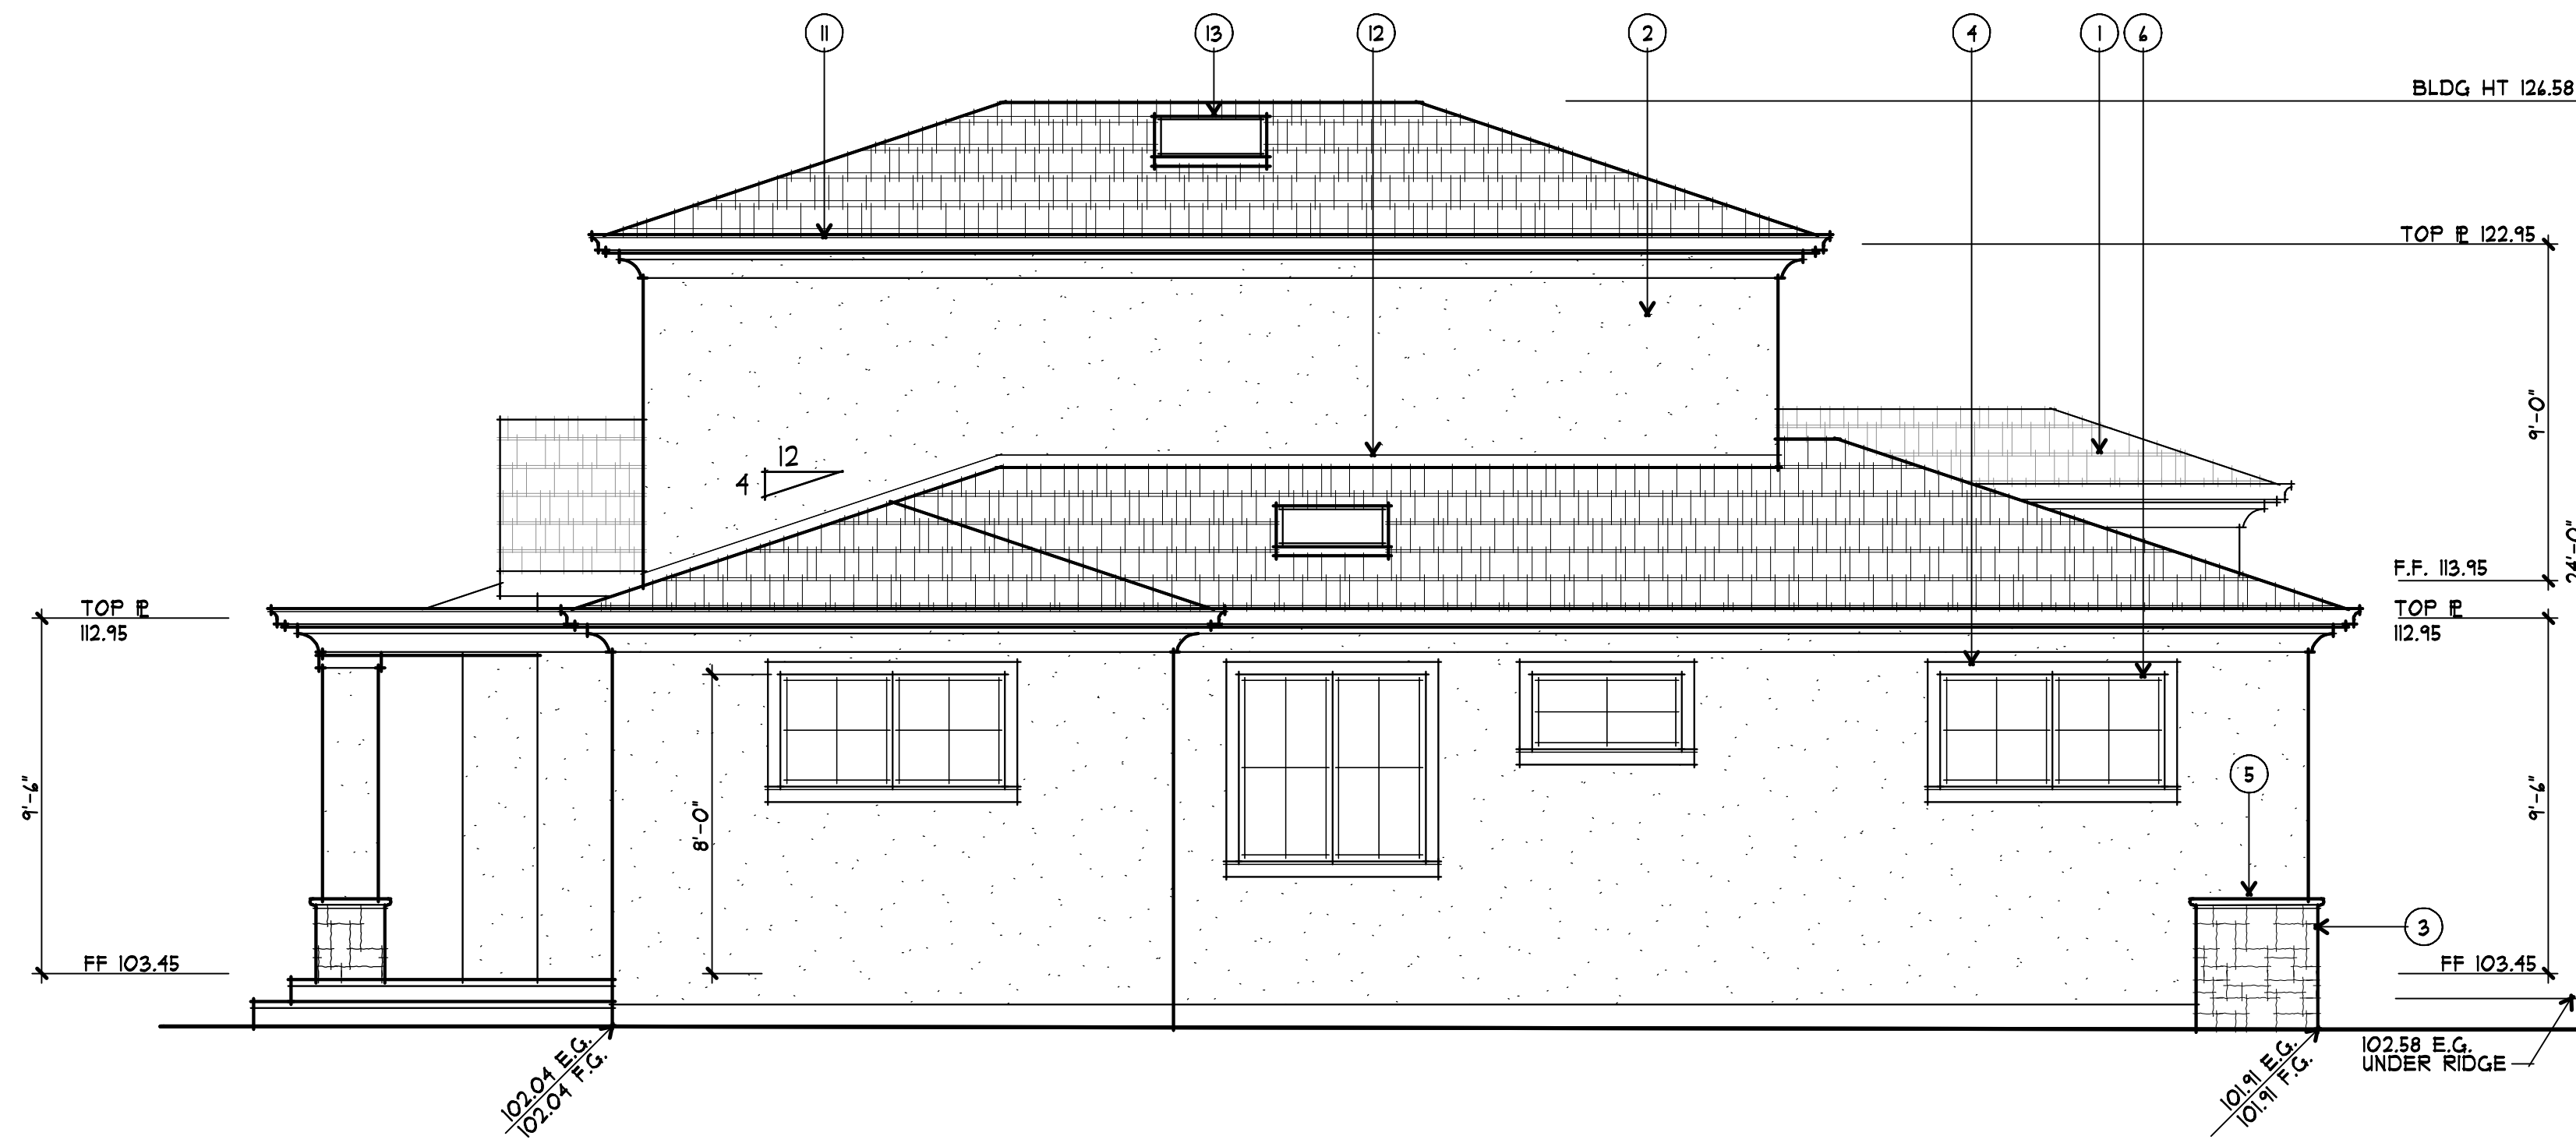 11
13
12
2
4
1
6
BLDG HT 126.58
TOP PL 122.95
9'-0"
12
4
24'-0"
F.F. 113.95
TOP PL
112.95
TOP PL
112.95
5
9'-6"
8'-0"
9'-6"
3
FF 103.45
FF 103.45
102.04 E.G.
102.04 F.G.
101.91 E.G.
101.91 F.G.
102.58 E.G.
UNDER RIDGE